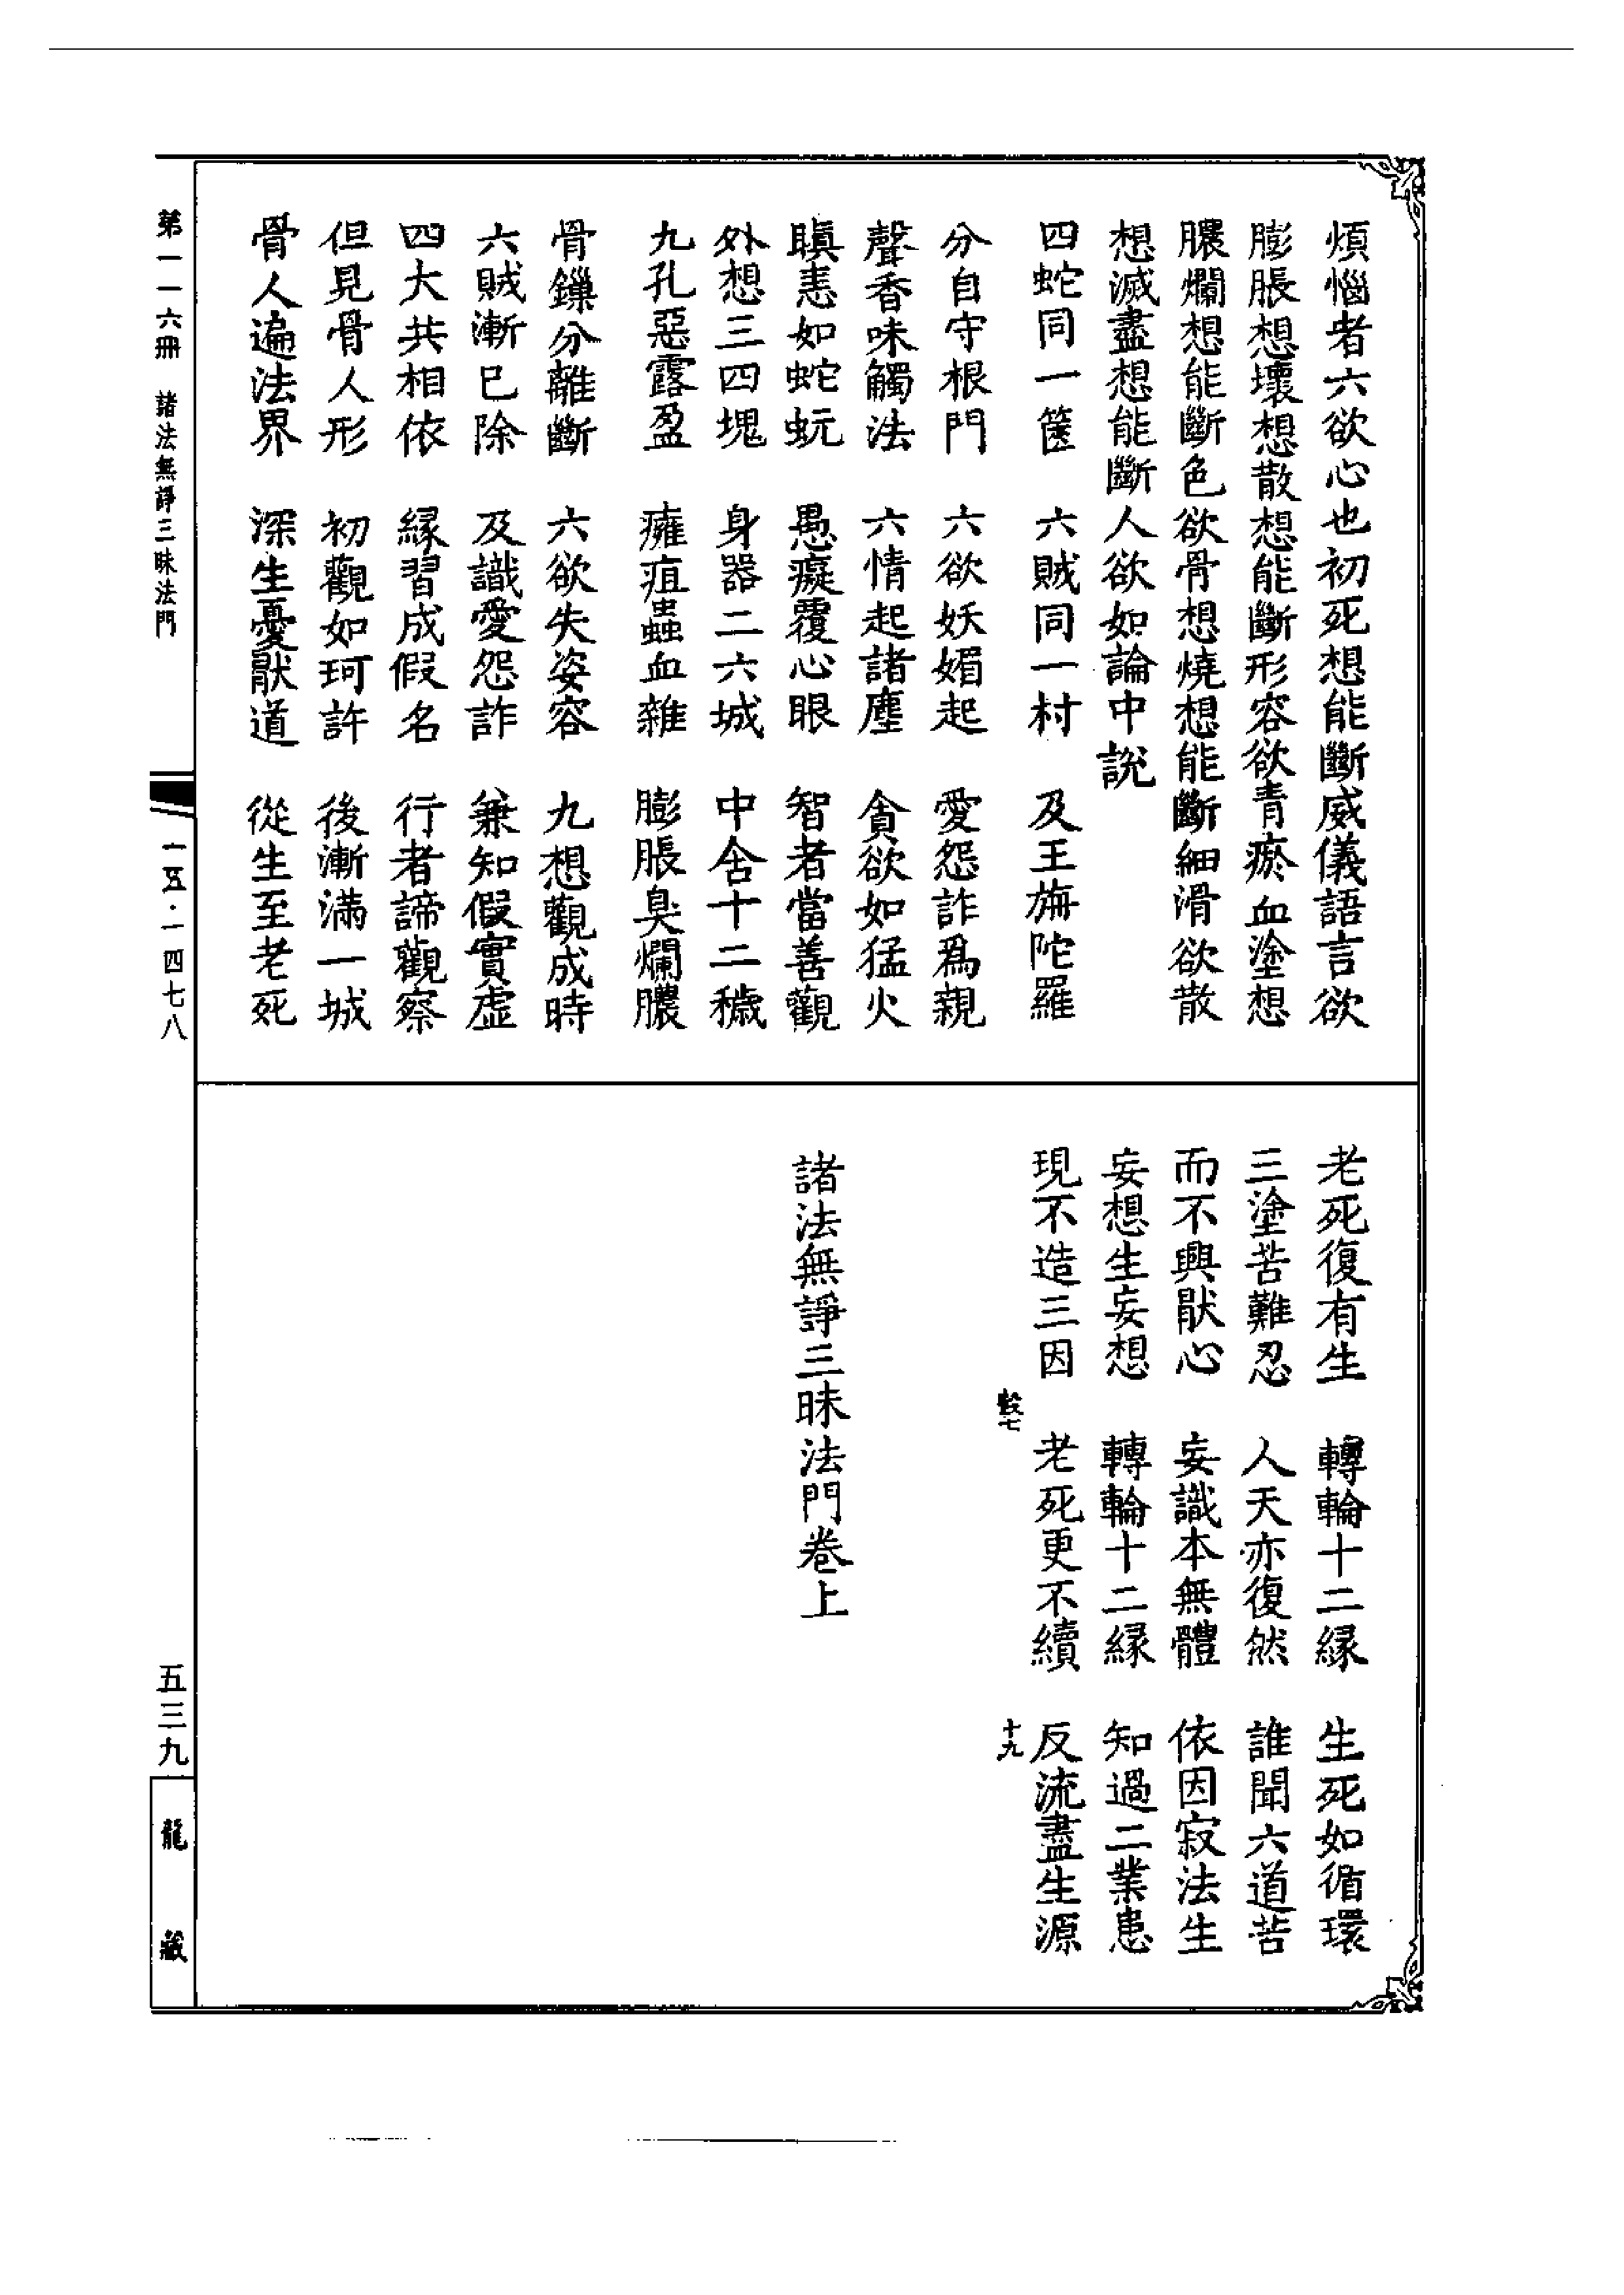 煩惱者六欲心也初死想能斷威儀語言欲
膨脹想壞想散想能斷形容欲青瘀血塗想
膿爛想能斷色欲骨想燒想能斷細滑欲散
想滅盡想能斷人欲如論中說
四蛇同一篋　六賊同一村　及王旃陀羅
分自守根門　六欲妖媚起　愛怨詐為親
聲香味觸法　六情起諸塵　貪欲如猛火
瞋恚如蛇蚖　愚癡覆心眼　智者當善觀
外想三四塊　身器二六城　中舍十二穢
九孔惡露盈　癰疽蟲血雜　膨脹臭爛膿
骨鏁分離斷　六欲失姿容　九想觀成時
六賊漸已除　及識愛怨詐　兼知假實虛
四大共相依　緣習成假名　行者諦觀察
但見骨人形　初觀如珂許　後漸滿一城
骨人遍法界　深生憂猒道　從生至老死
老死復有生　轉輪十二緣　生死如循環
三塗苦難忍　人天亦復然　誰聞六道苦
而不興猒心　妄識本無體　依因寂法生
妄想生妄想　轉輪十二緣　知過二業患
現不造三因　老死更不續　反流盡生源
十九
諸法無諍三昧法門卷上
第一一六冊　諸法無諍三昧法門
一五·一四七八
五三九
龍藏